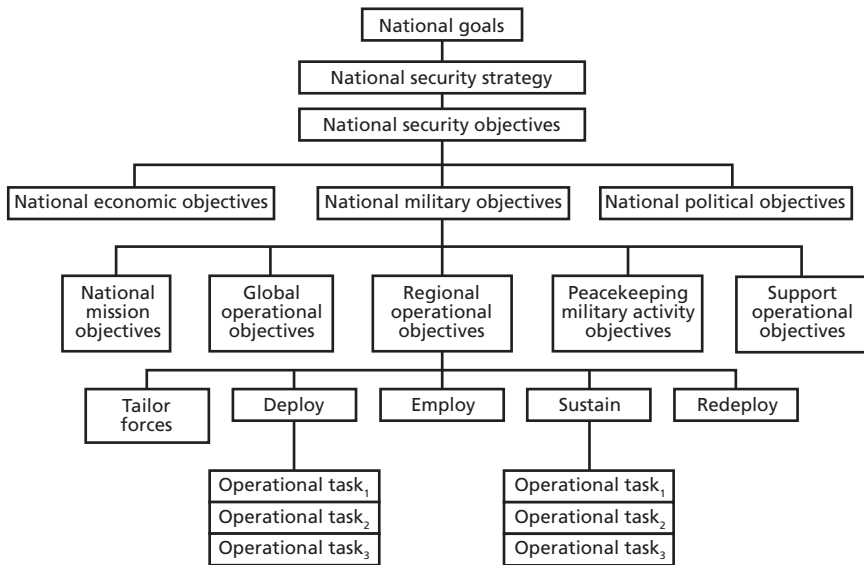 National goals
National security strategy
National security objectives
National economic objectives
National military objectives
National political objectives
National
mission
objectives
Global
operational
objectives
Regional
operational
objectives
Peacekeeping
military activity
objectives
Support
operational
objectives
Tailor
forces
Deploy
Employ
Sustain
Redeploy
Operational task₁
Operational task₂
Operational task₃
Operational task₁
Operational task₂
Operational task₃